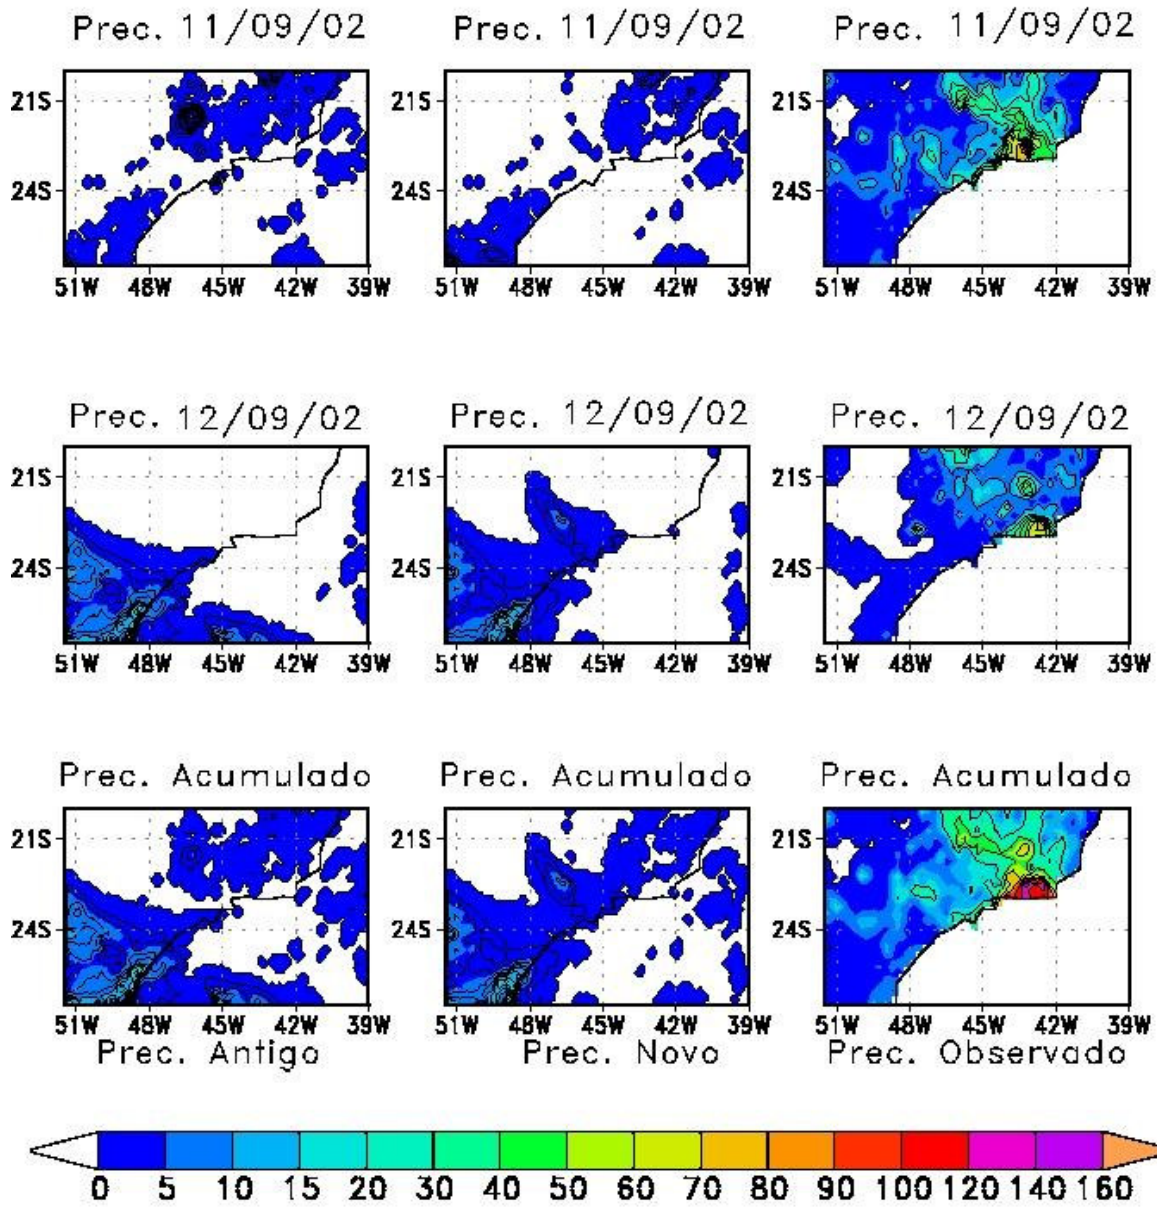 Prec. 11/09/02 Prec. 11/09/02 Prec. 11/09/02
21S 21S 21S
24S 24S 24S
51W 48W 45W 42W 39W 51W 48W 45W 42W 39W 51W 48W 45W 42W 39W
Prec. 12/09/02 Prec. 12/09/02 Prec. 12/09/02
21S 21S 21S
24S 24S 24S
51W 48W 45W 42W 39W 51W 48W 45W 42W 39W 51W 48W 45W 42W 39W
Prec. Acumulado Prec. Acumulado Prec. Acumulado
21S 21S 21S
24S 24S 24S
51W 48W 45W 42W 39W 51W 48W 45W 42W 39W 51W 48W 45W 42W 39W
Prec. Antigo Prec. Novo Prec. Observado
0 5 10 15 20 30 40 50 60 70 80 90 100 120 140 160